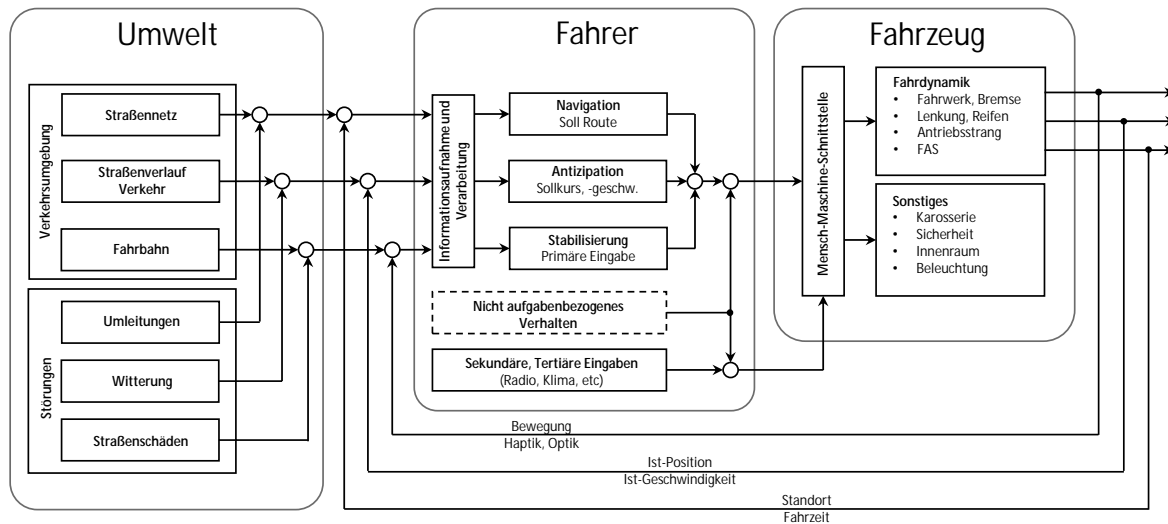 Umwelt
Verkehrsumgebung
Straßennetz
Straßenverlauf
Verkehr
Fahrbahn
Störungen
Umleitungen
Witterung
Straßenschäden
Fahrer
Informationsaufnahme und
Verarbeitung
Navigation
Soll Route
Antizipation
Sollkurs, -geschw.
Stabilisierung
Primäre Eingabe
Nicht aufgabenbezogenes
Verhalten
Sekundäre, Tertiäre Eingaben
(Radio, Klima, etc)
Fahrzeug
Mensch-Maschine-Schnittstelle
Fahrdynamik
• Fahrwerk, Bremse
• Lenkung, Reifen
• Antriebsstrang
• FAS
Sonstiges
• Karosserie
• Sicherheit
• Innenraum
• Beleuchtung
Bewegung
Haptik, Optik
Ist-Position
Ist-Geschwindigkeit
Standort
Fahrzeit